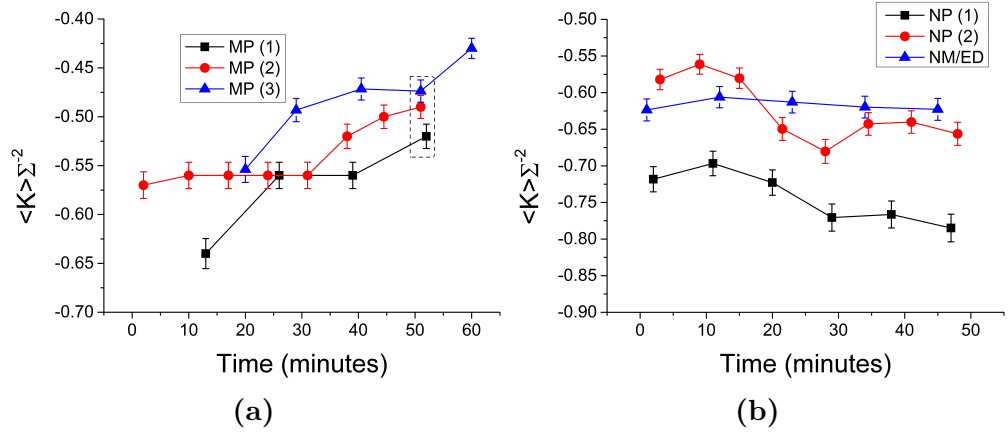 -0.40
-0.45
-0.50
-0.55
-0.60
-0.65
-0.70
<K>Σ^-2
MP (1)
MP (2)
MP (3)
0 10 20 30 40 50 60
Time (minutes)
(a)
-0.50
-0.55
-0.60
-0.65
-0.70
-0.75
-0.80
-0.85
-0.90
<K>Σ^-2
NP (1)
NP (2)
NM/ED
0 10 20 30 40 50
Time (minutes)
(b)